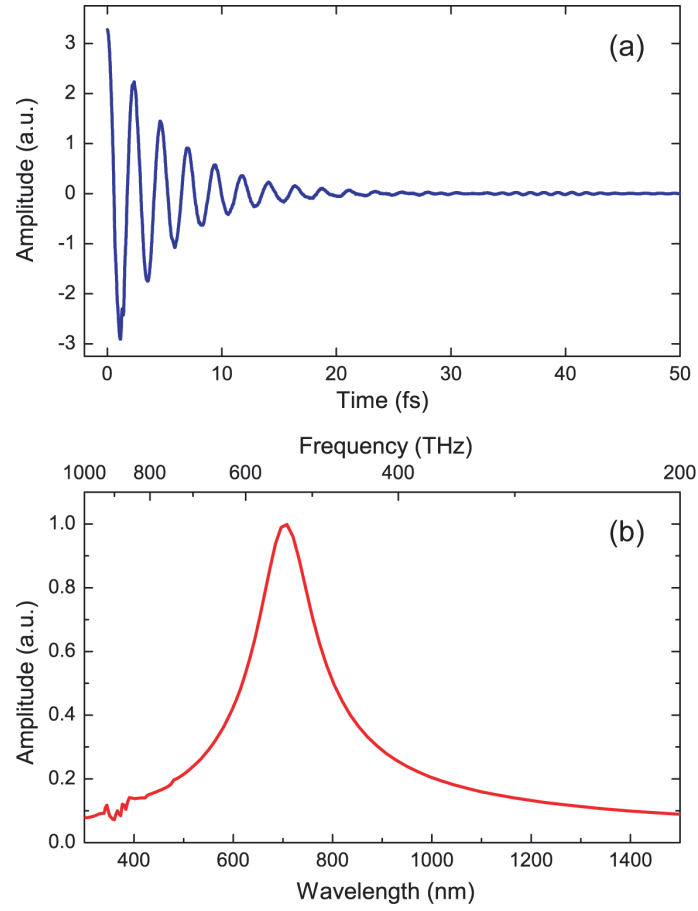 (a)
Amplitude (a.u.)
3
2
1
0
-1
-2
-3
0 10 20 30 40 50
Time (fs)
Frequency (THz)
1000 800 600 400 200
(b)
Amplitude (a.u.)
1.0
0.8
0.6
0.4
0.2
0.0
400 600 800 1000 1200 1400
Wavelength (nm)